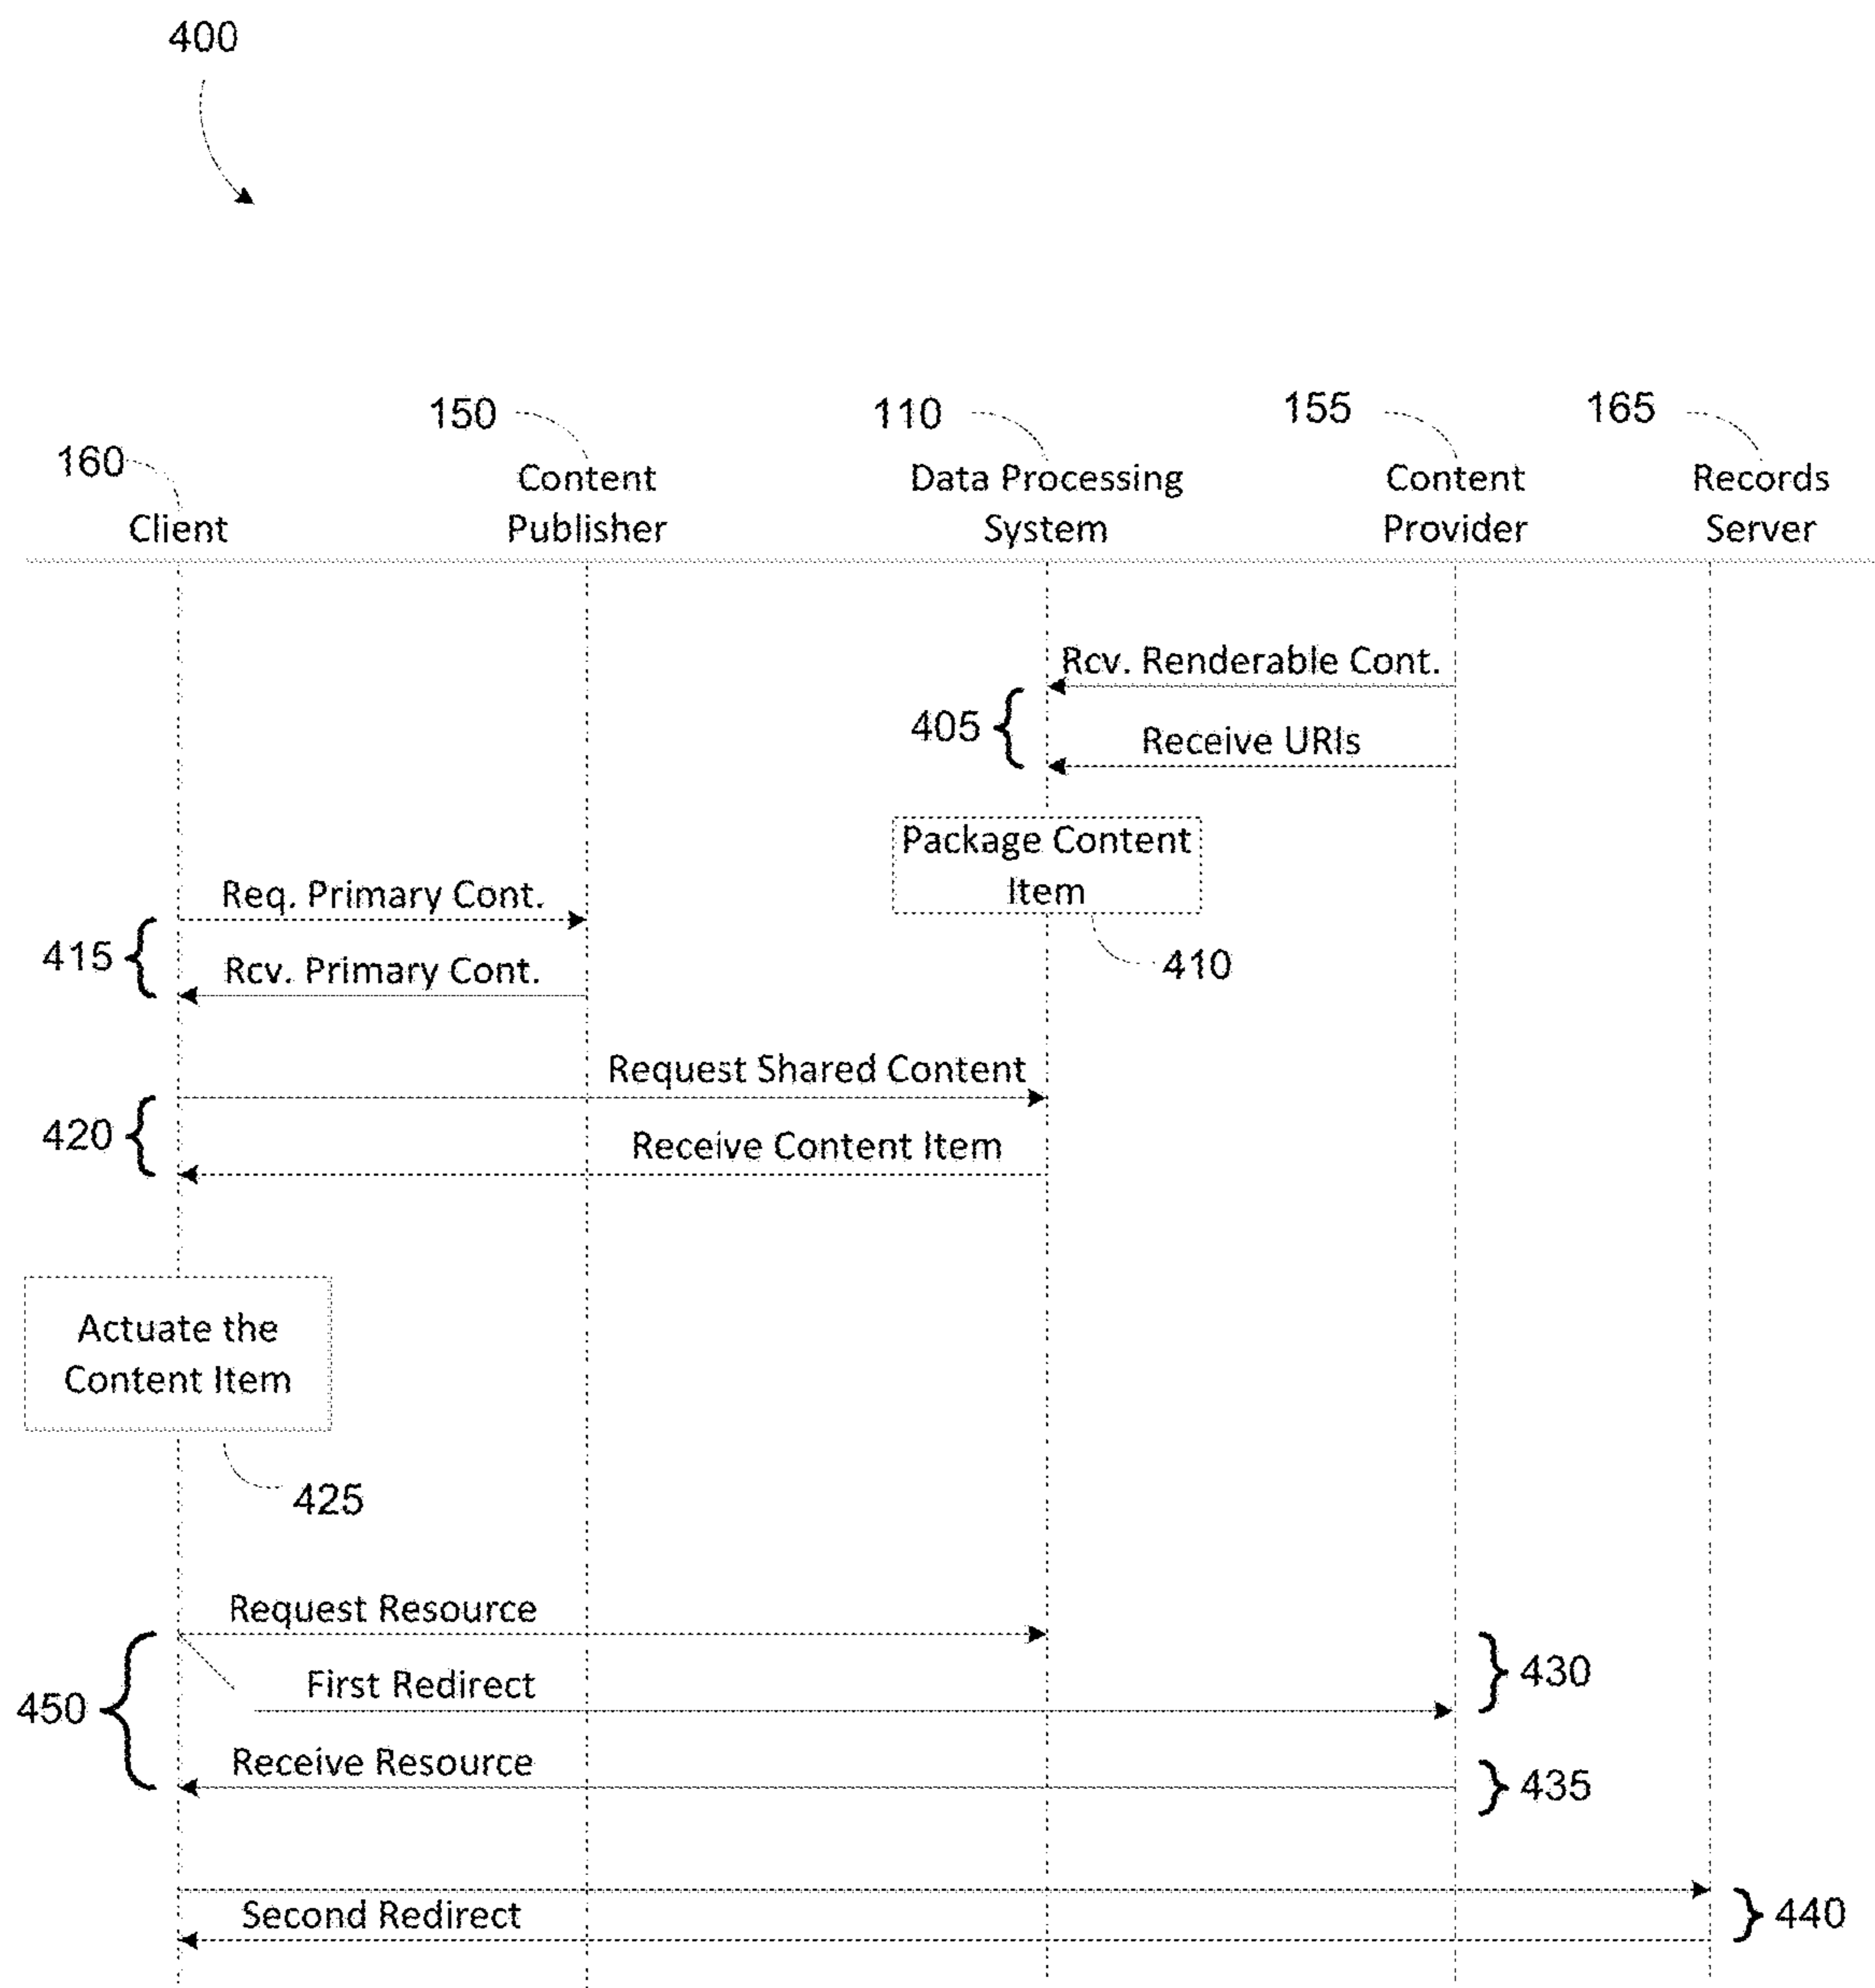 400
150
110
155
165
160
Content
Data Processing
Content
Records
Client
Publisher
System
Provider
Server
Rcv. Renderable Cont.
405
Receive URIs
Package Content
Item
410
Req. Primary Cont.
415
Rcv. Primary Cont.
Request Shared Content
420
Receive Content Item
Actuate the
Content Item
425
Request Resource
430
First Redirect
450
Receive Resource
435
Second Redirect
440